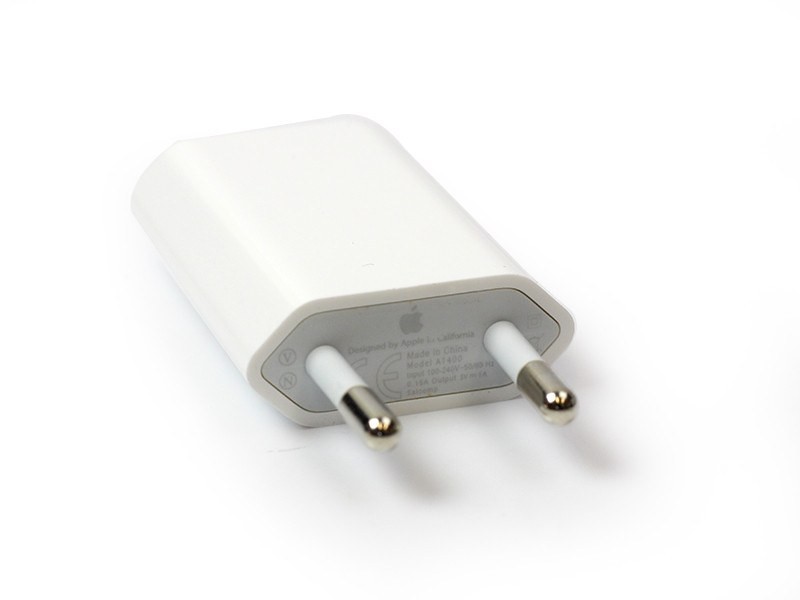 Designed by Apple in California
Made in China
Model A1400
Input 100-240V~50/60 Hz
0.15A Output 5V⎓1A
V
N
CE